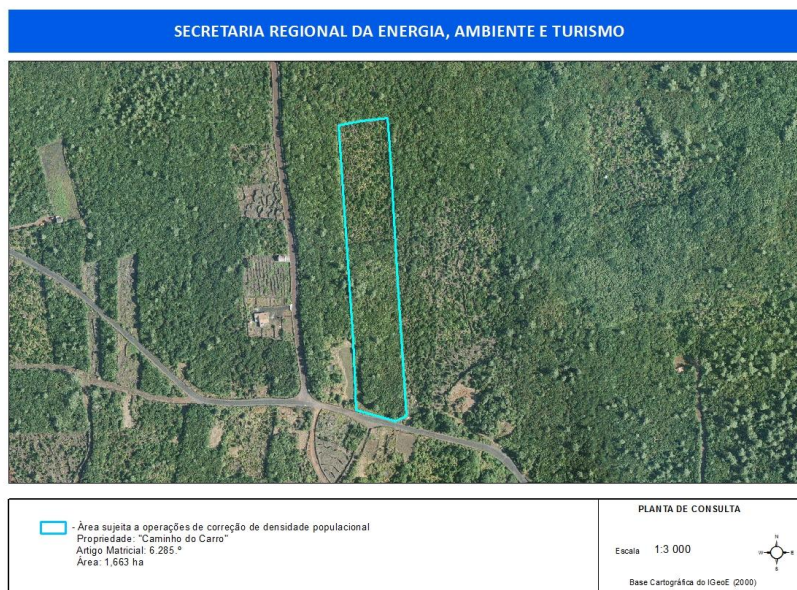 SECRETARIA REGIONAL DA ENERGIA, AMBIENTE E TURISMO
- Área sujeita a operações de correção de densidade populacional
Propriedade: "Caminho do Carro"
Artigo Matricial: 6.285.º
Área: 1,663 ha
PLANTA DE CONSULTA
Escala 1:3 000
N
W E
S
Base Cartográfica do IGeoE (2000)